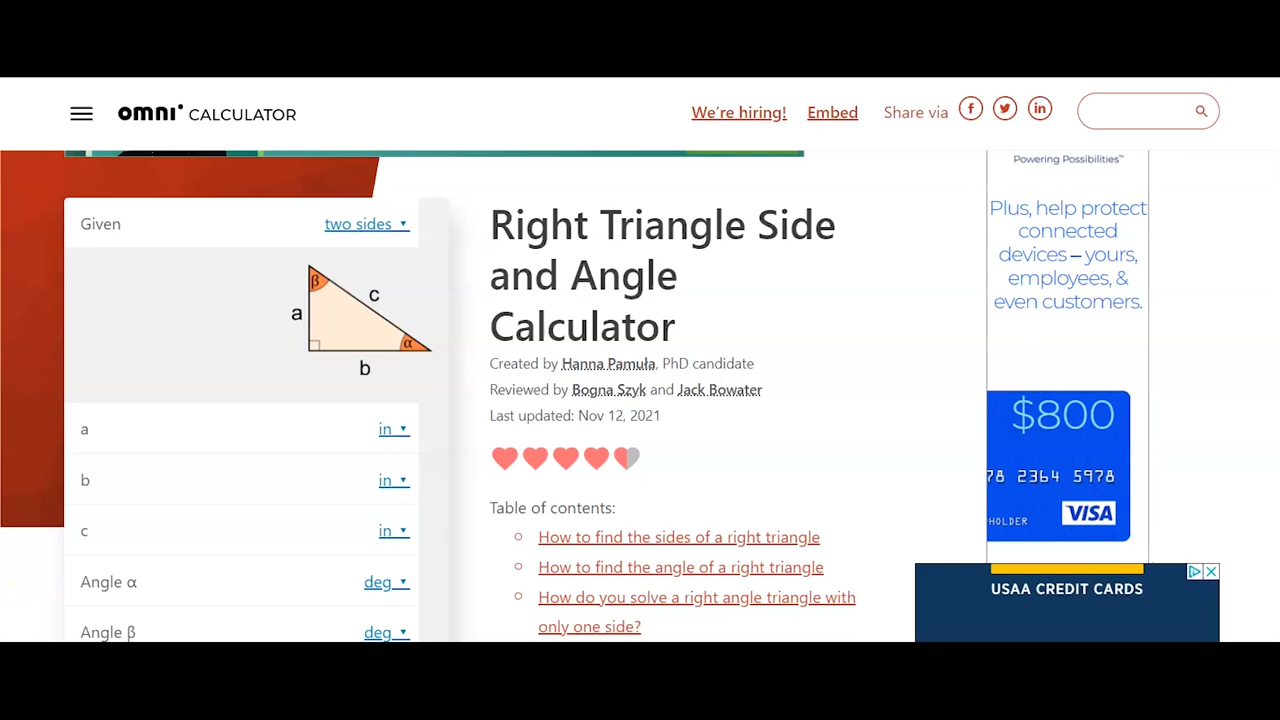 omni CALCULATOR
We're hiring! Embed Share via
Given two sides
β
a
c
α
b
a in
b in
c in
Angle α deg
Angle β deg
Right Triangle Side
and Angle
Calculator
Created by Hanna Pamuła, PhD candidate
Reviewed by Bogna Szyk and Jack Bowater
Last updated: Nov 12, 2021
Table of contents:
How to find the sides of a right triangle
How to find the angle of a right triangle
How do you solve a right angle triangle with
only one side?
Powering Possibilities™
Plus, help protect
connected
devices – yours,
employees, &
even customers.
$800
78 2364 5978
HOLDER
VISA
USAA CREDIT CARDS